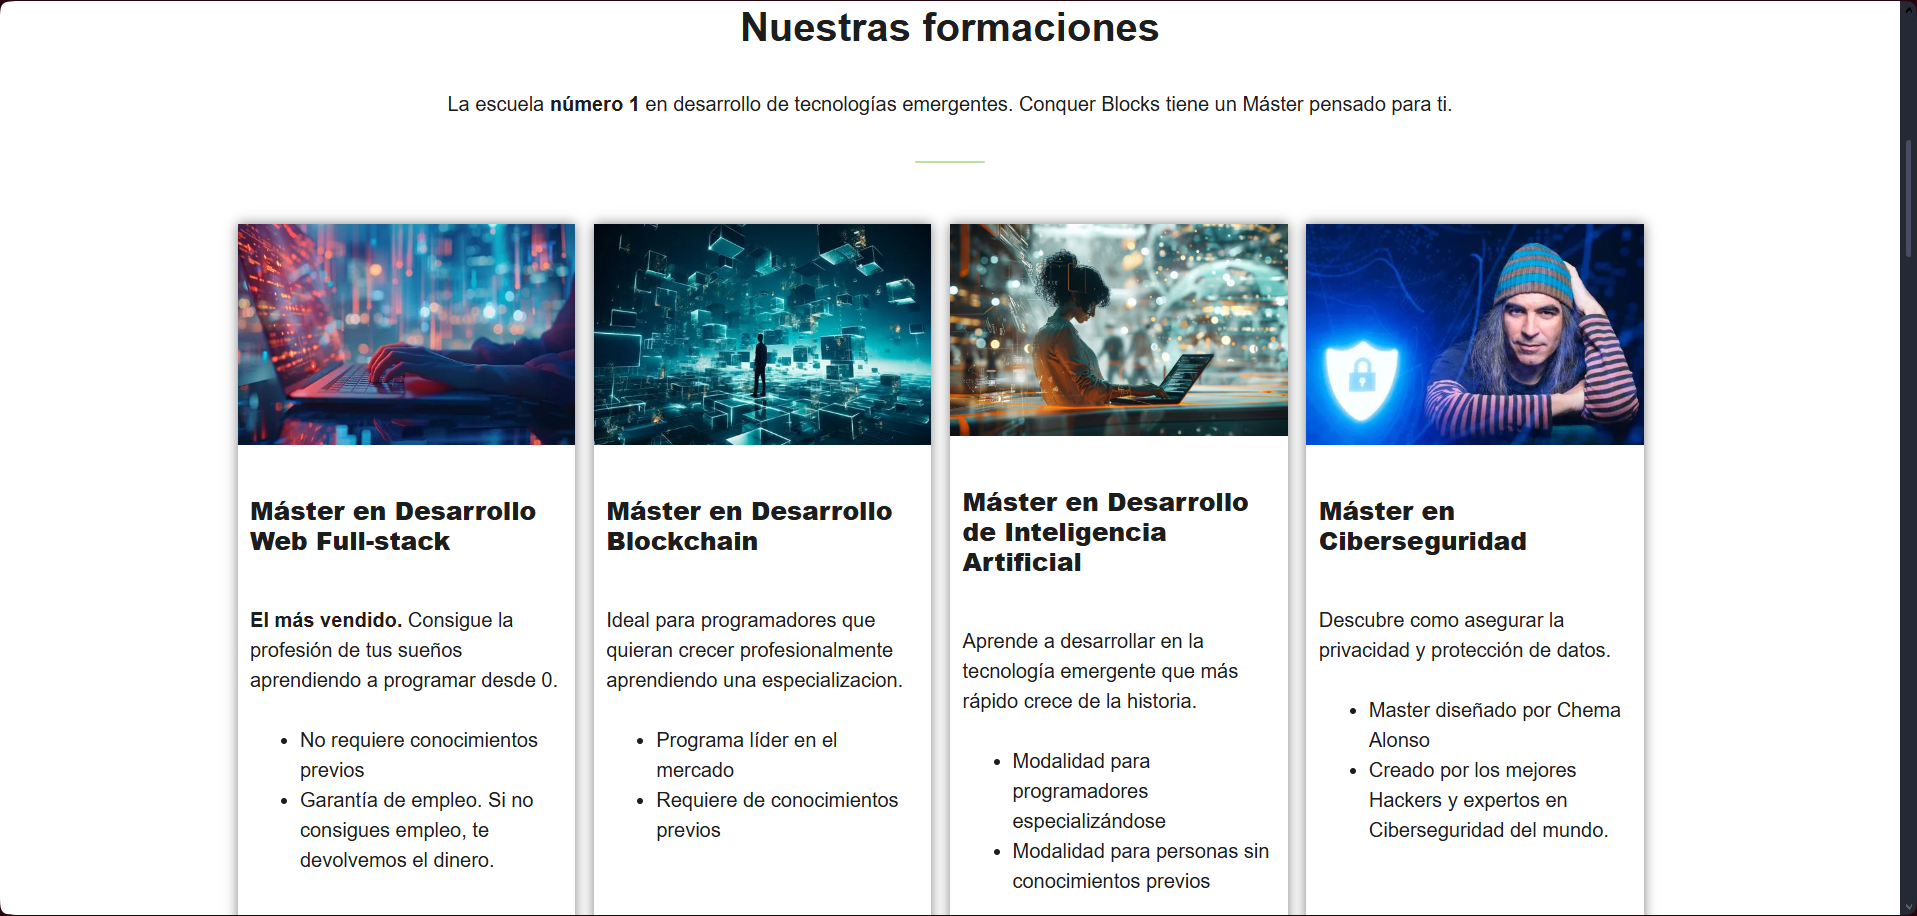 Nuestras formaciones
La escuela número 1 en desarrollo de tecnologías emergentes. Conquer Blocks tiene un Máster pensado para ti.
Máster en Desarrollo
Web Full-stack
El más vendido. Consigue la
profesión de tus sueños
aprendiendo a programar desde 0.
No requiere conocimientos
previos
Garantía de empleo. Si no
consigues empleo, te
devolvemos el dinero.
Máster en Desarrollo
Blockchain
Ideal para programadores que
quieran crecer profesionalmente
aprendiendo una especializacion.
Programa líder en el
mercado
Requiere de conocimientos
previos
Máster en Desarrollo
de Inteligencia
Artificial
Aprende a desarrollar en la
tecnología emergente que más
rápido crece de la historia.
Modalidad para
programadores
especializándose
Modalidad para personas sin
conocimientos previos
Máster en
Ciberseguridad
Descubre como asegurar la
privacidad y protección de datos.
Master diseñado por Chema
Alonso
Creado por los mejores
Hackers y expertos en
Ciberseguridad del mundo.